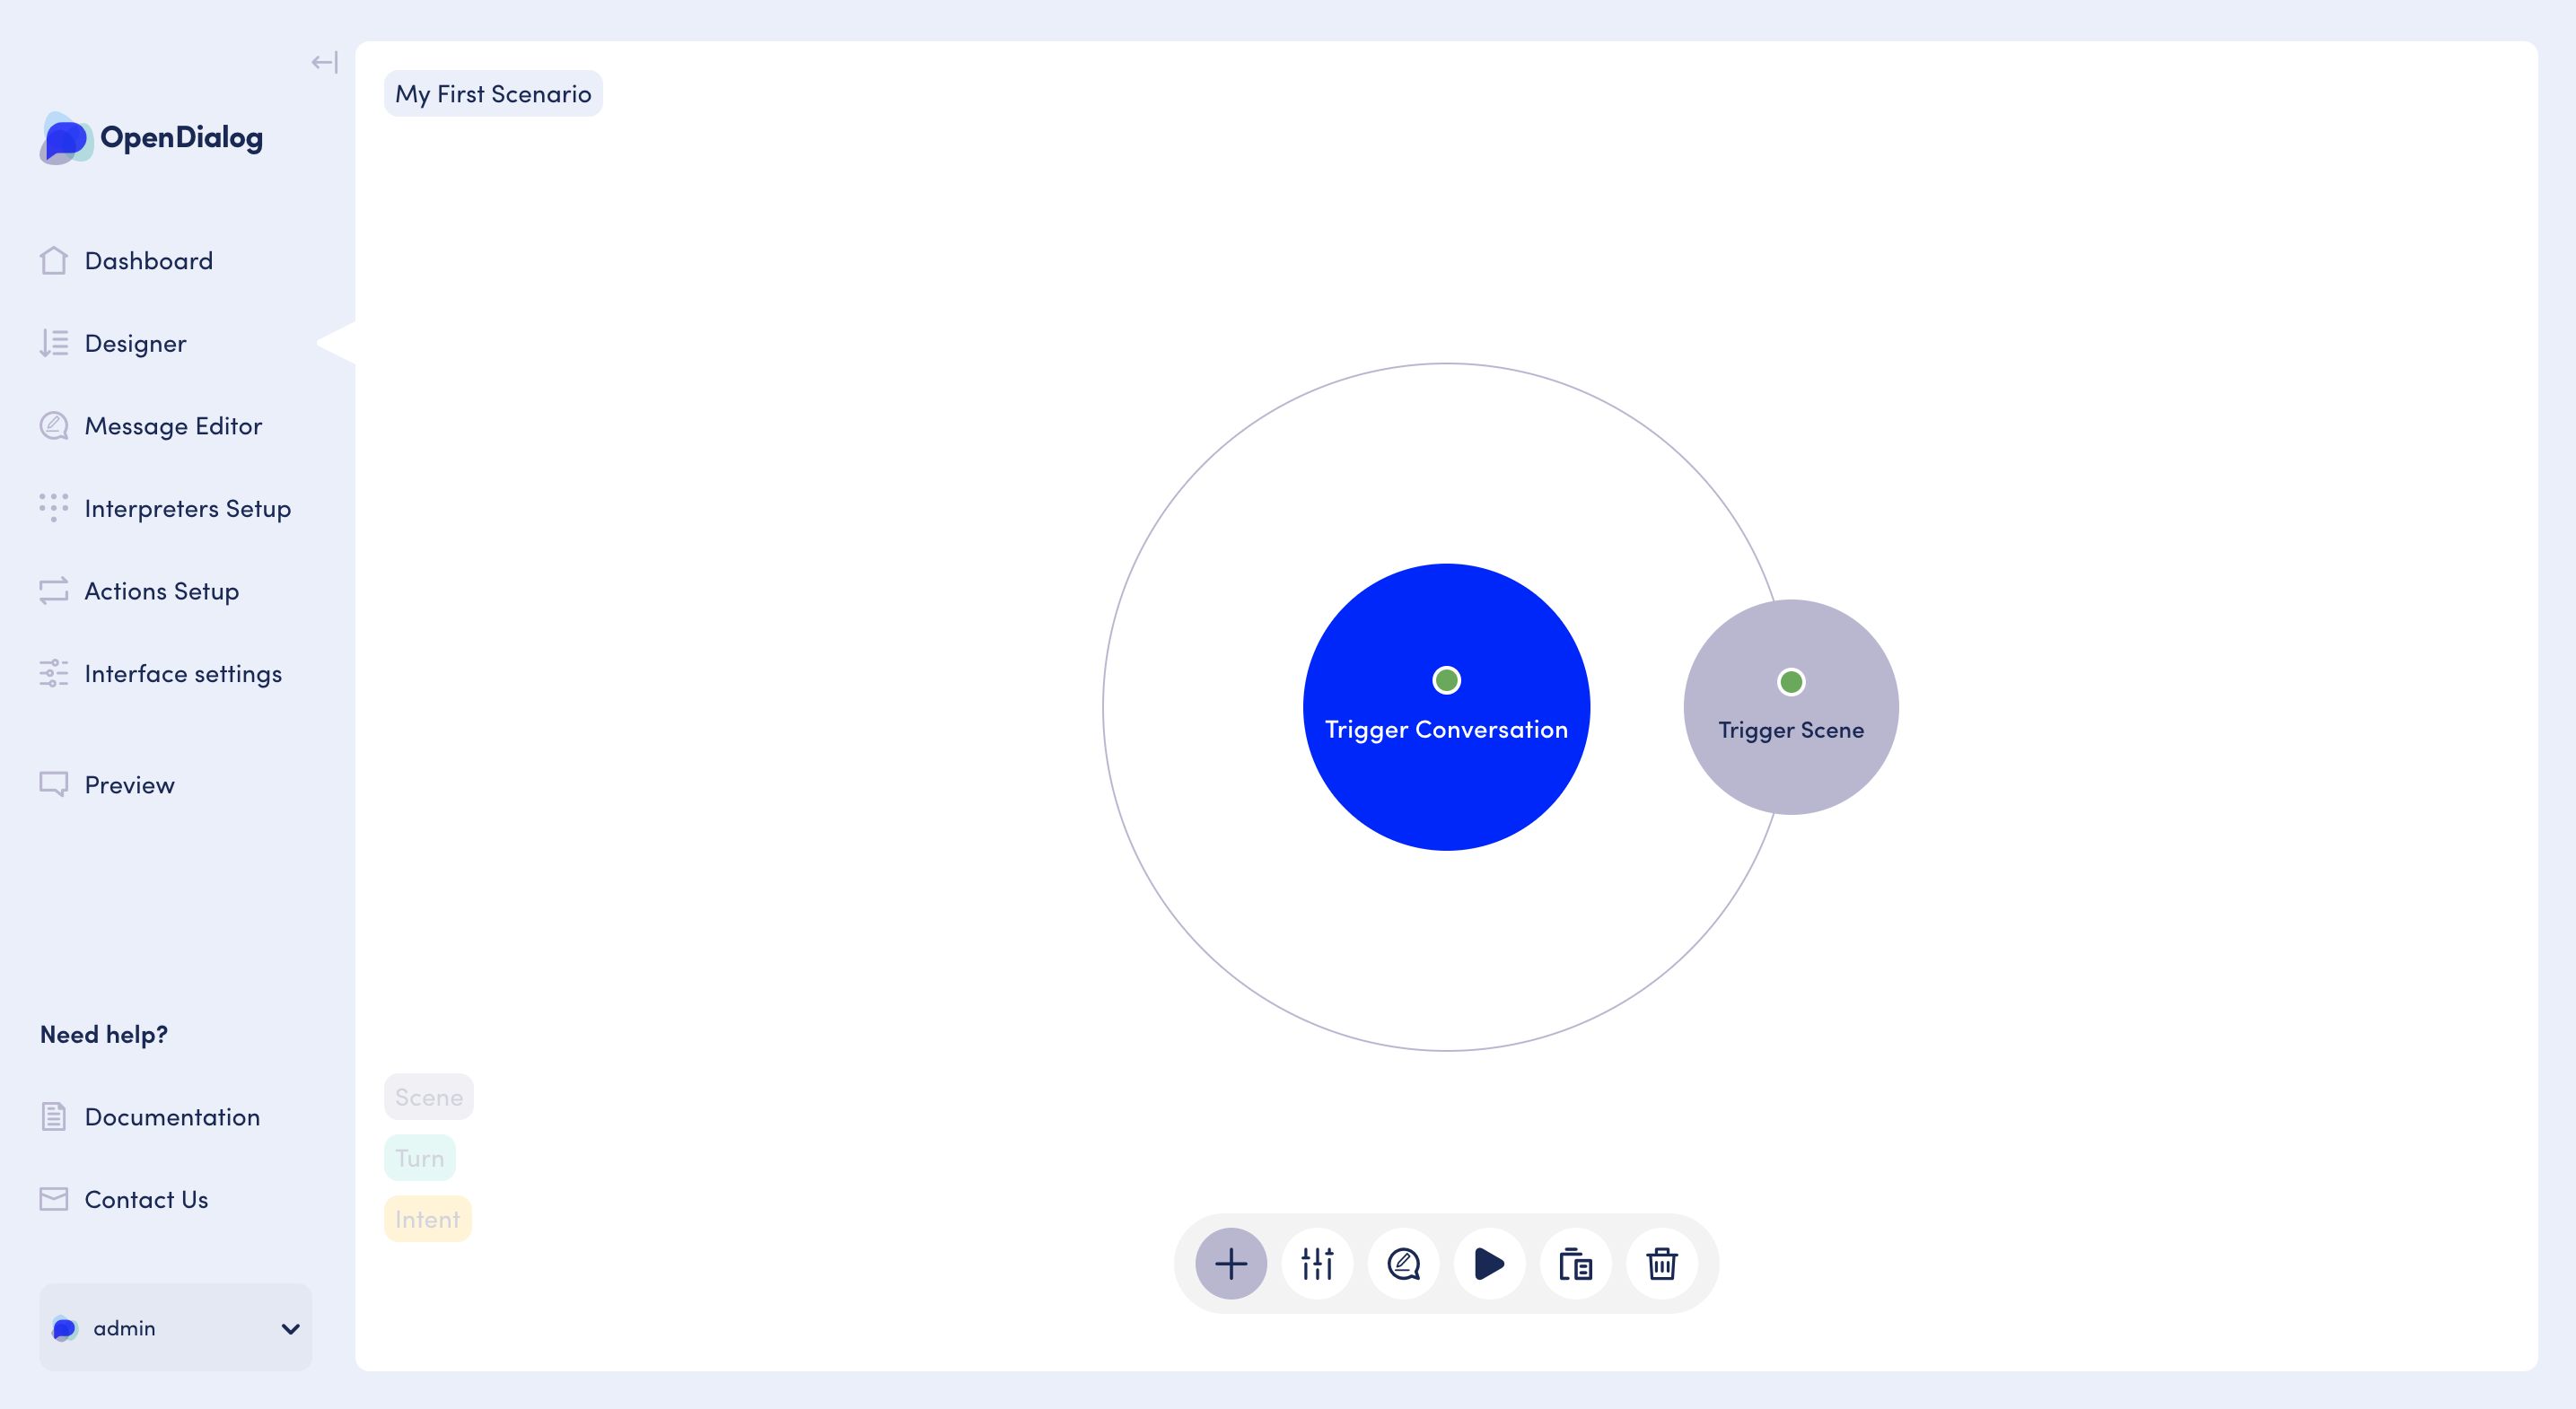 OpenDialog
Dashboard
Designer
Message Editor
Interpreters Setup
Actions Setup
Interface settings
Preview
Need help?
Documentation
Contact Us
admin
My First Scenario
Trigger Conversation
Trigger Scene
Scene
Turn
Intent